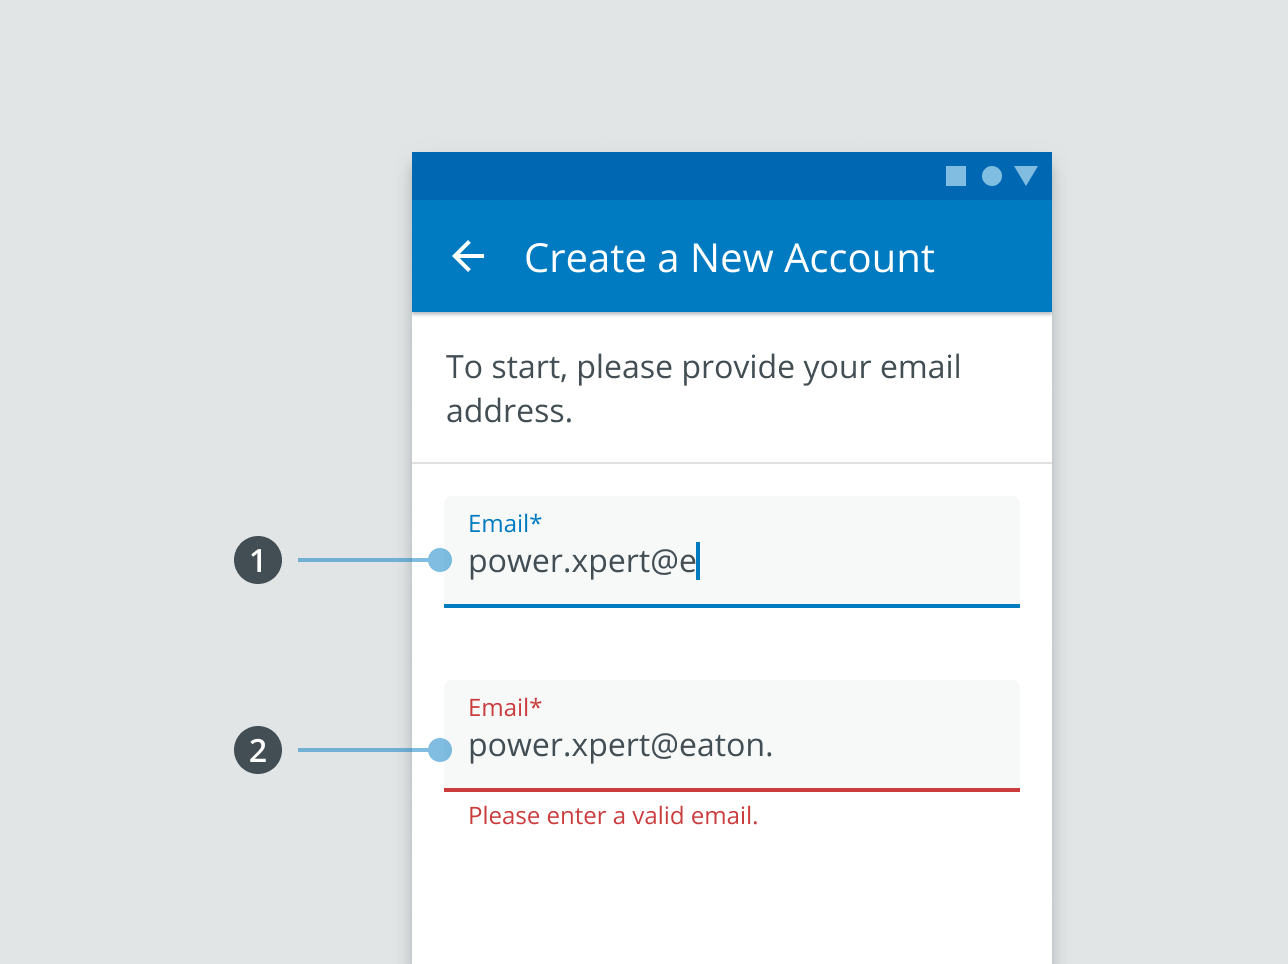 Create a New Account
To start, please provide your email
address.
1
Email*
power.xpert@e
2
Email*
power.xpert@eaton.
Please enter a valid email.